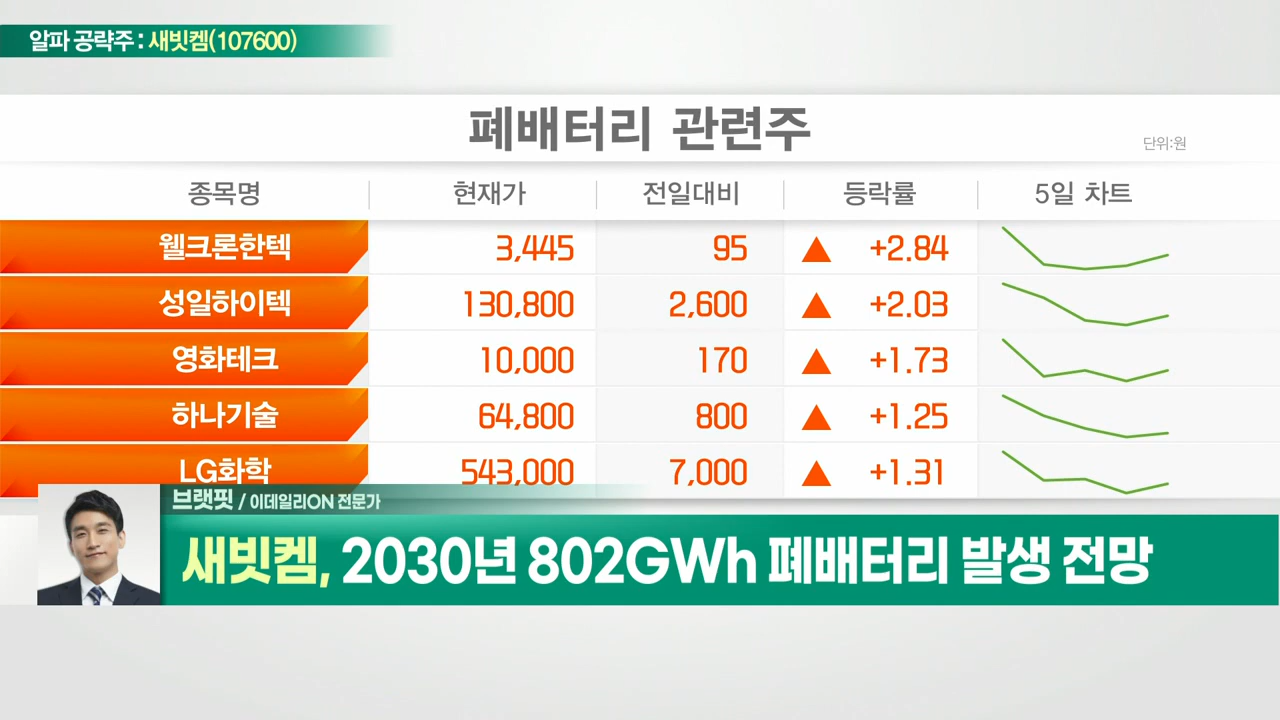 알파 공략주 : 새빗켐(107600)
폐배터리 관련주
단위:원
종목명 현재가 전일대비 등락률 5일 차트
웰크론한텍 3,445 95 ▲ +2.84
성일하이텍 130,800 2,600 ▲ +2.03
영화테크 10,000 170 ▲ +1.73
하나기술 64,800 800 ▲ +1.25
LG화학 543,000 7,000 ▲ +1.31
브랫핏 / 이데일리ON 전문가
새빗켐, 2030년 802GWh 폐배터리 발생 전망